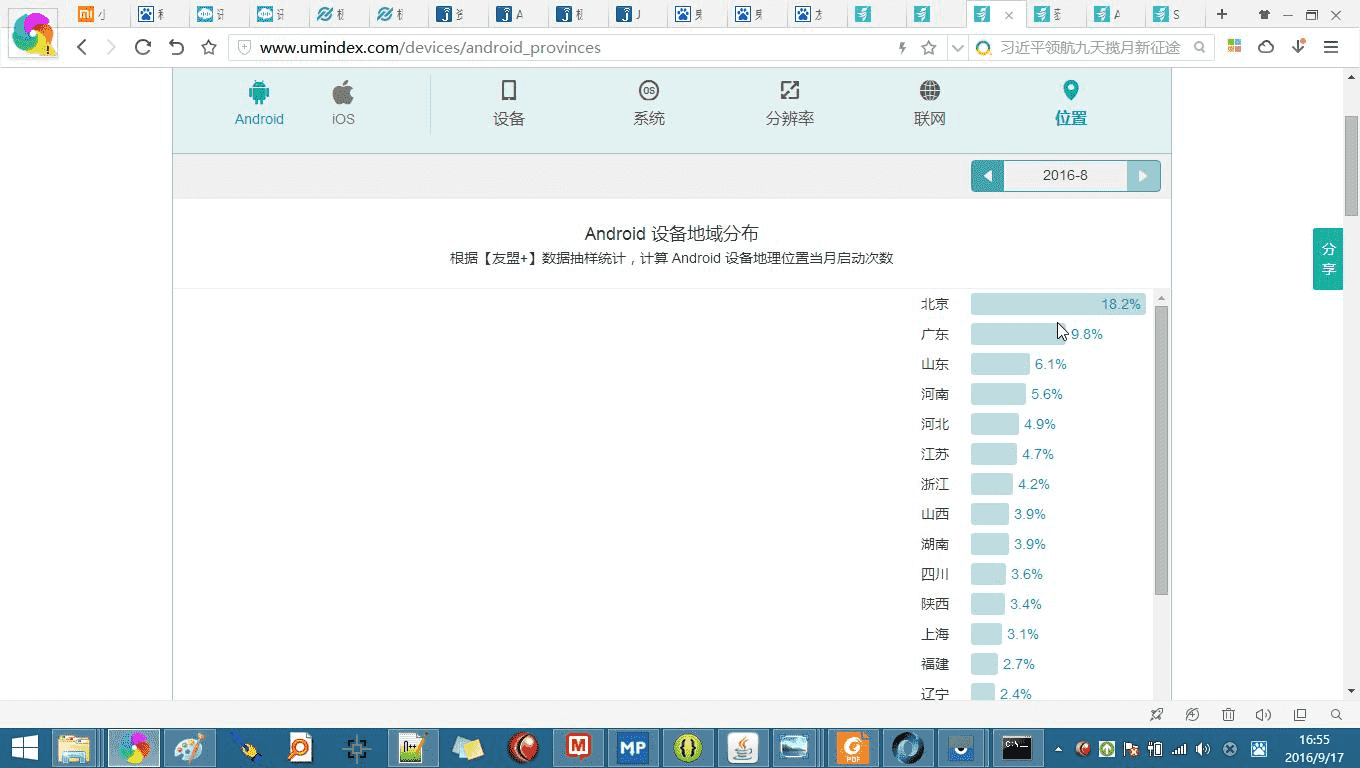 www.umindex.com/devices/android_provinces
习近平领航九天揽月新征途
Android
iOS
设备
系统
分辨率
联网
位置
2016-8
Android 设备地域分布
根据【友盟+】数据抽样统计，计算 Android 设备地理位置当月启动次数
分享
北京 18.2%
广东 9.8%
山东 6.1%
河南 5.6%
河北 4.9%
江苏 4.7%
浙江 4.2%
山西 3.9%
湖南 3.9%
四川 3.6%
陕西 3.4%
上海 3.1%
福建 2.7%
辽宁 2.4%
16:55
2016/9/17